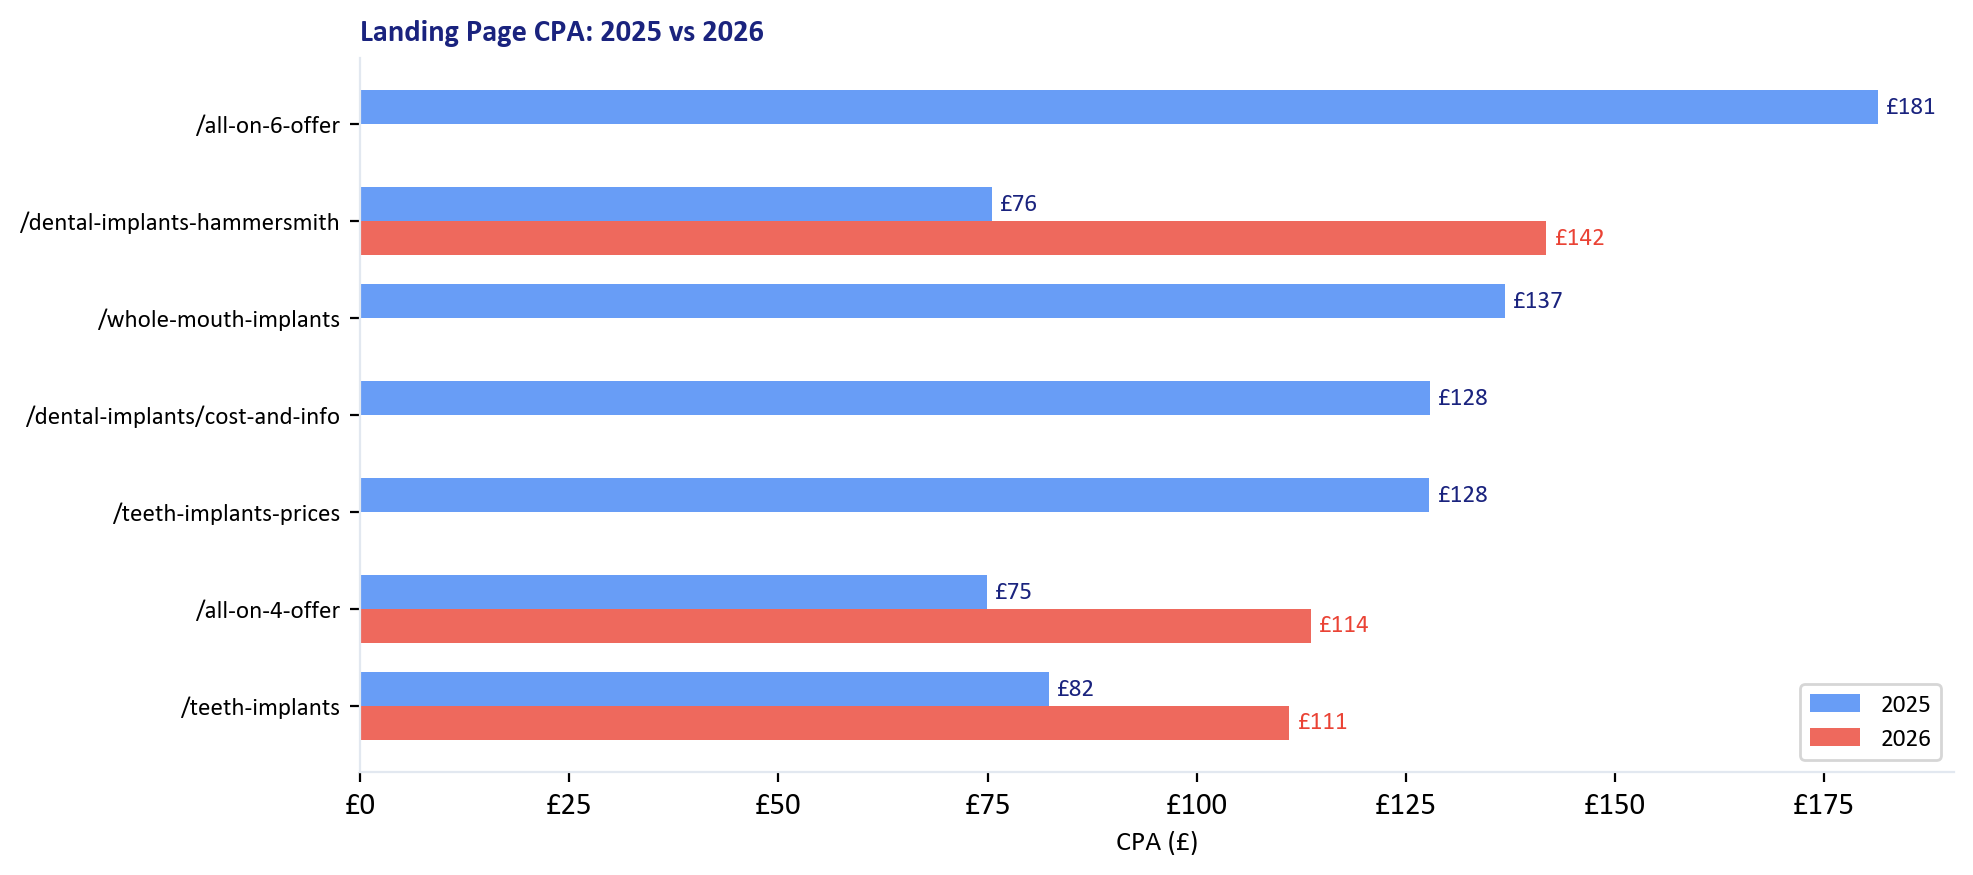 Landing Page CPA: 2025 vs 2026
/all-on-6-offer
£181
/dental-implants-hammersmith
£76
£142
/whole-mouth-implants
£137
/dental-implants/cost-and-info
£128
/teeth-implants-prices
£128
/all-on-4-offer
£75
£114
/teeth-implants
£82
£111
2025
2026
£0 £25 £50 £75 £100 £125 £150 £175
CPA (£)